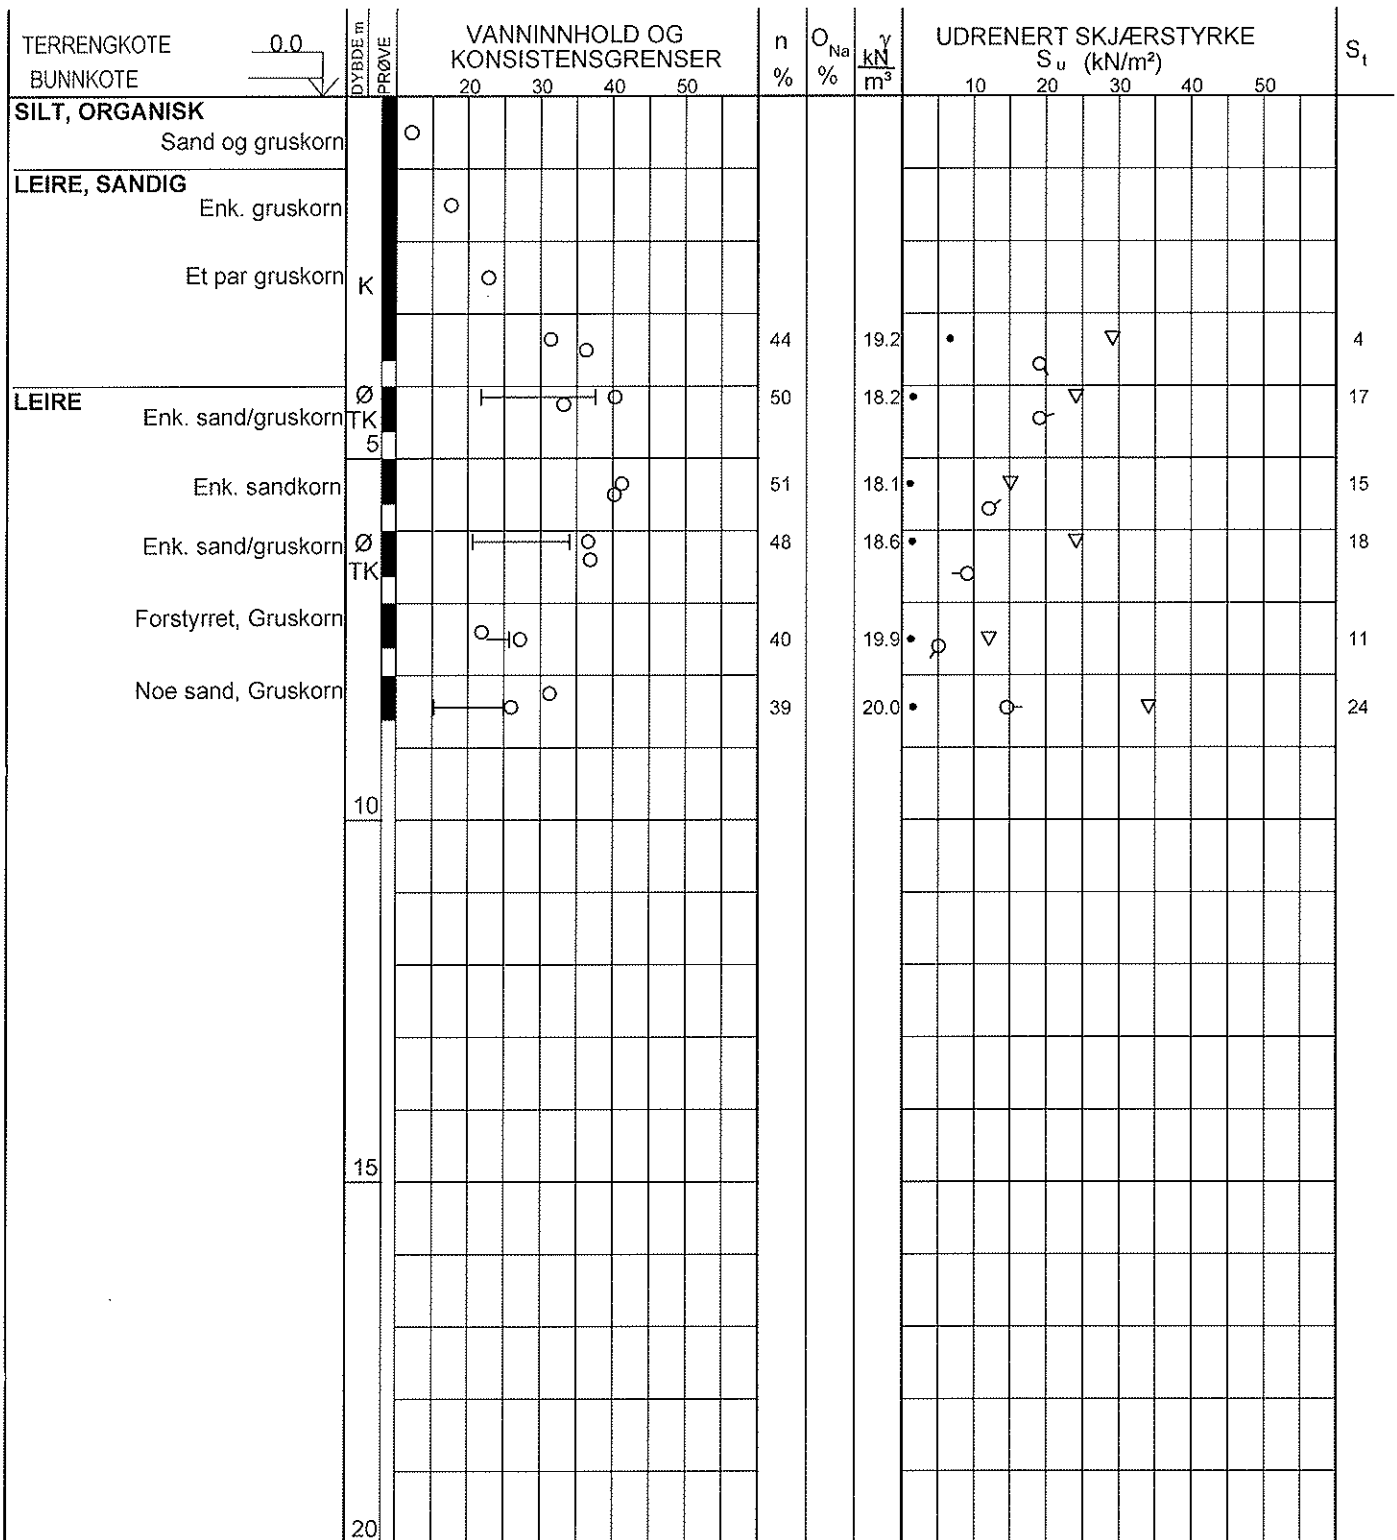 TERRENGKOTE 0.0
BUNNKOTE
DYBDE m
PRØVE
VANNINNHOLD OG
KONSISTENSGRENSER
20 30 40 50
n
%
O Na
%
γ
kN
m³
UDRENERT SKJÆRSTYRKE
S u (kN/m²)
10 20 30 40 50
S t
SILT, ORGANISK
Sand og gruskorn
LEIRE, SANDIG
Enk. gruskorn
Et par gruskorn K
44 19.2 4
LEIRE Ø 50 18.2 17
Enk. sand/gruskorn TK
5
Enk. sandkorn 51 18.1 15
Enk. sand/gruskorn Ø 48 18.6 18
TK
Forstyrret, Gruskorn
40 19.9 11
Noe sand, Gruskorn
39 20.0 24
10
15
20